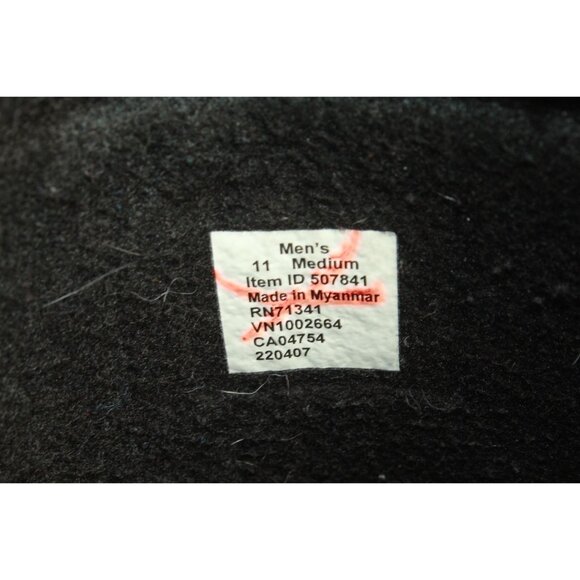 Men's
11 Medium
Item ID 507841
Made in Myanmar
RN71341
VN1002664
CA04754
220407